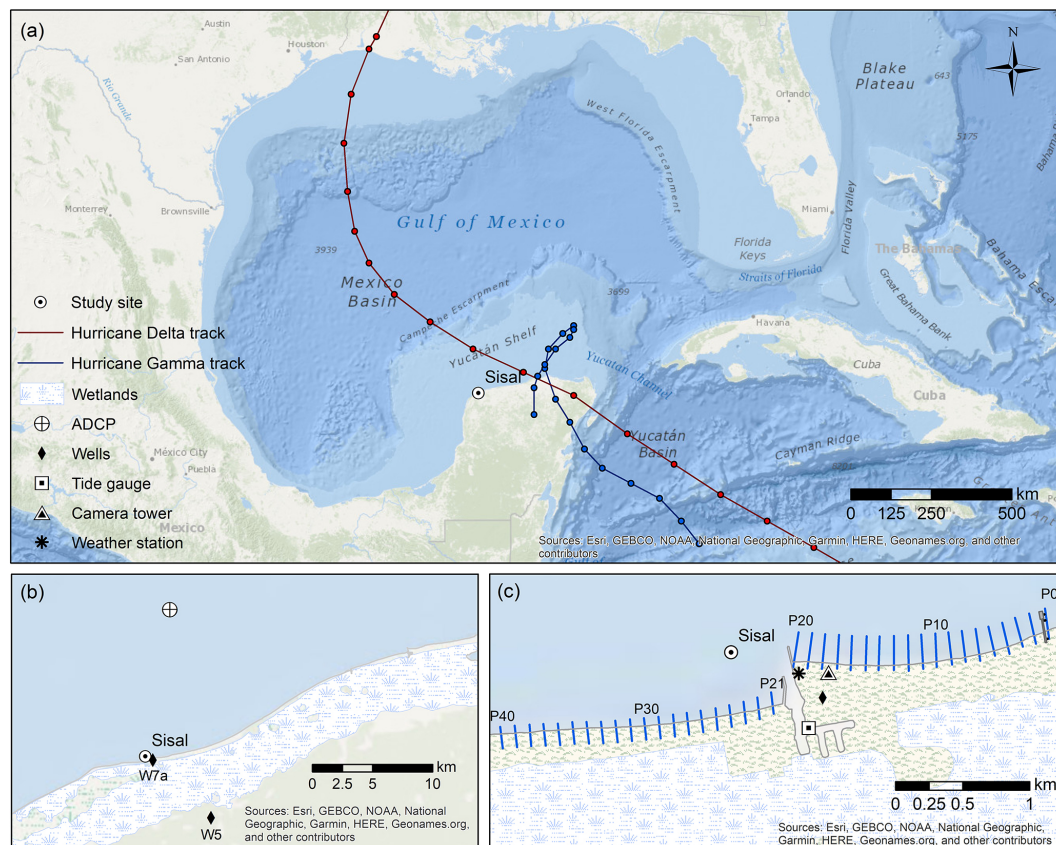 (a)
Austin
Houston
San Antonio
Rio Grande
Monterrey
Brownsville
Gulf of Mexico
3939
Mexico
Basin
Campeche Escarpment
Yucatán Shelf
3699
Yucatan Channel
Sisal
West Florida Escarpment
Orlando
Tampa
Miami
Florida
Keys
Florida Valley
Straits of Florida
Blake
Plateau
643
5175
N
The Bahamas
Great Bahama Bank
Havana
Cuba
Cuba
Yucatán
Basin
Cayman Ridge
México City
Puebla
Mexico
Study site
Hurricane Delta track
Hurricane Gamma track
Wetlands
ADCP
Wells
Tide gauge
Camera tower
Weather station
km
0 125 250 500
Sources: Esri, GEBCO, NOAA, National Geographic, Garmin, HERE, Geonames.org, and other
contributors
(b)
Sisal
W7a
W5
km
0 2.5 5 10
Sources: Esri, GEBCO, NOAA, National
Geographic, Garmin, HERE, Geonames.org,
and other contributors
(c)
P0
P10
P20
Sisal
P21
P30
P40
km
0 0.25 0.5 1
Sources: Esri, GEBCO, NOAA, National Geographic,
Garmin, HERE, Geonames.org, and other contributors